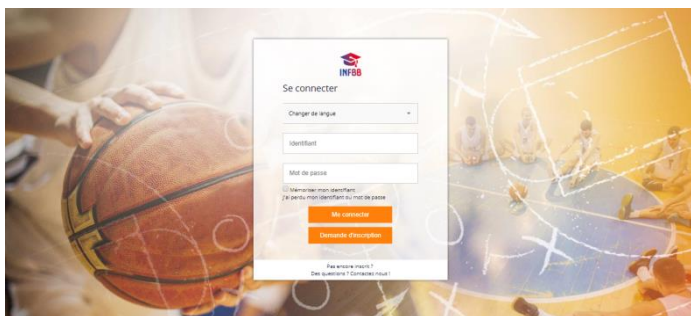 INFBB
Se connecter
Changer de langue
Identifiant
Mot de passe
Mémoriser mon identifiant
J'ai perdu mon identifiant ou mot de passe
Me connecter
Demande d'inscription
Pas encore inscrit ?
Des questions ? Contactez nous !